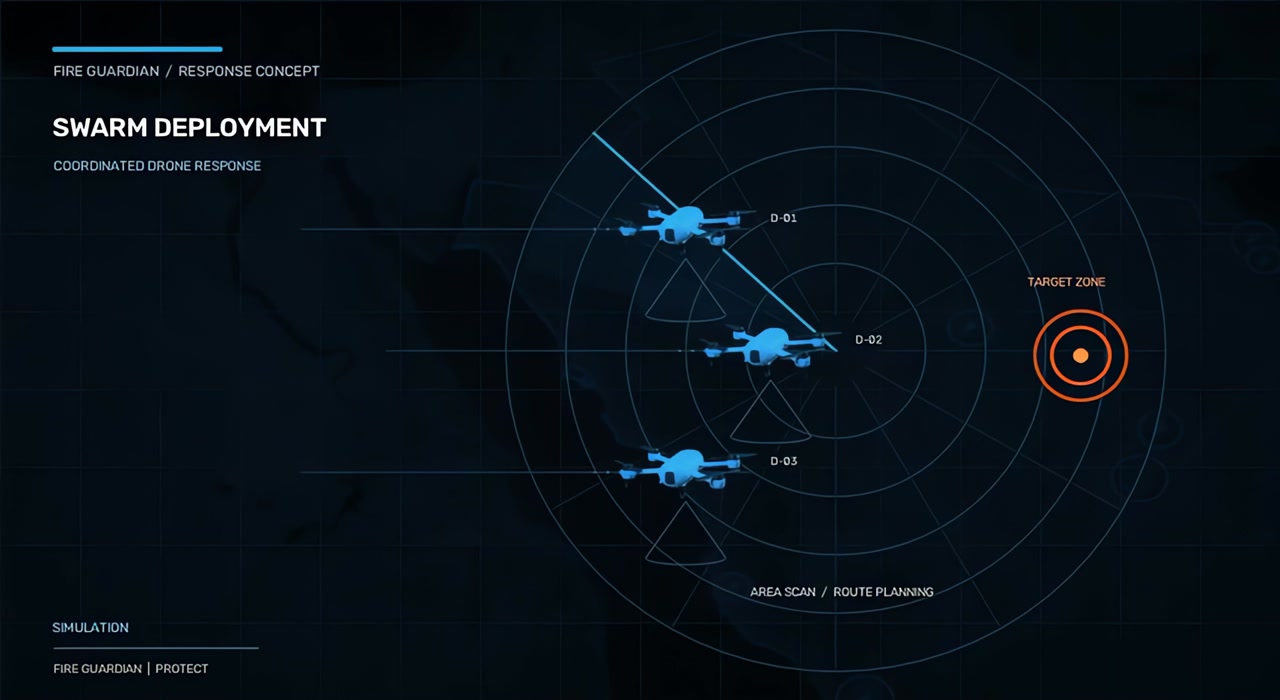 FIRE GUARDIAN / RESPONSE CONCEPT
SWARM DEPLOYMENT
COORDINATED DRONE RESPONSE
D-01
TARGET ZONE
D-02
D-03
AREA SCAN / ROUTE PLANNING
SIMULATION
FIRE GUARDIAN | PROTECT